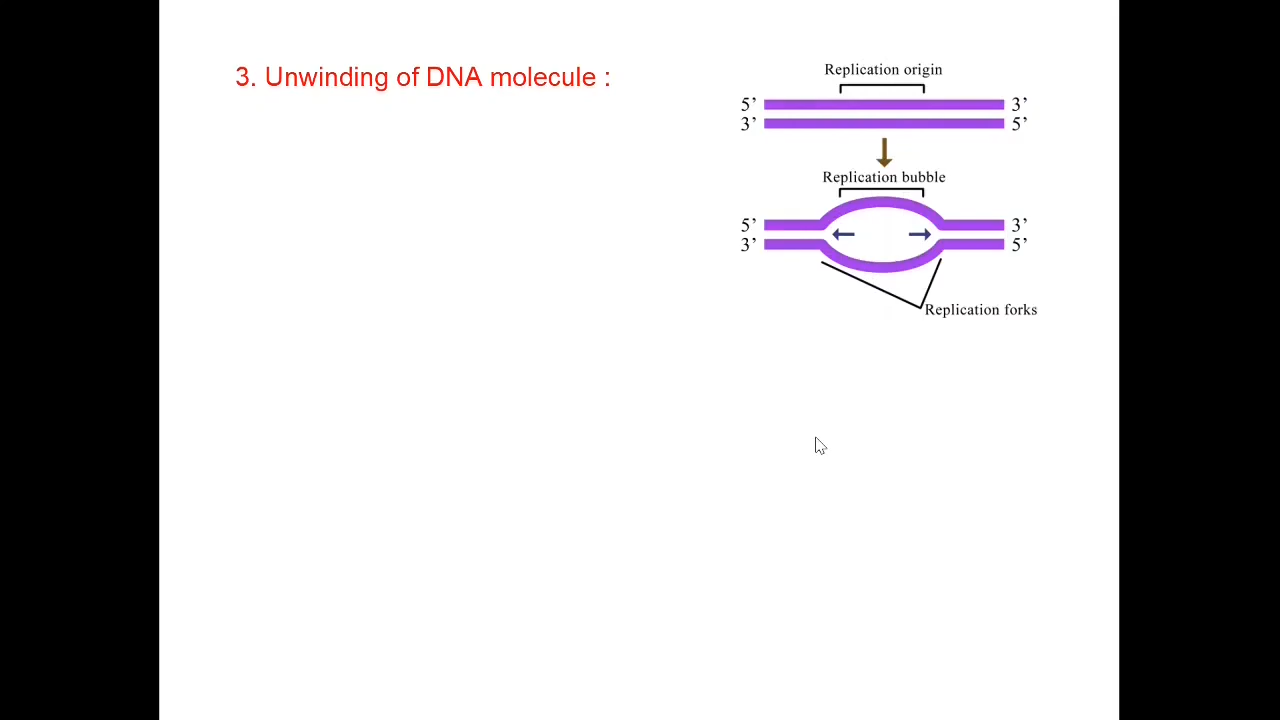 3. Unwinding of DNA molecule :
Replication origin
5’ 3’
3’ 5’
Replication bubble
5’ 3’
3’ 5’
Replication forks